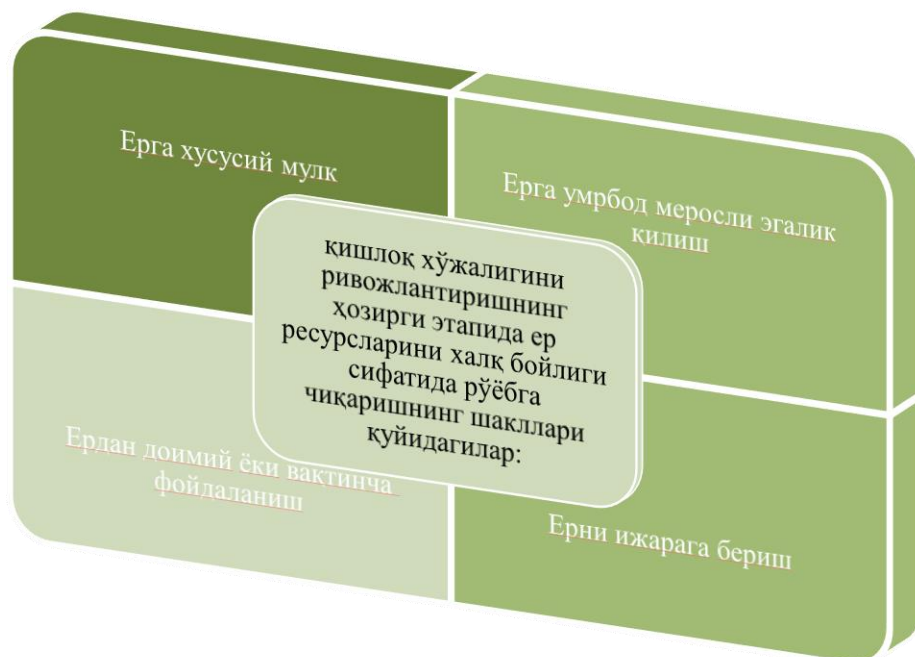 Ерга хусусий мулк
Ерга умрбод меросли эгалик
қилиш
қишлоқ хўжалигини
ривожлантиришнинг
ҳозирги этапида ер
ресурсларини халқ бойлиги
сифатида рўёбга
чиқаришнинг шакллари
қуйидагилар:
Ердан доимий ёки вақтинча
фойдаланиш
Ерни ижарага бериш